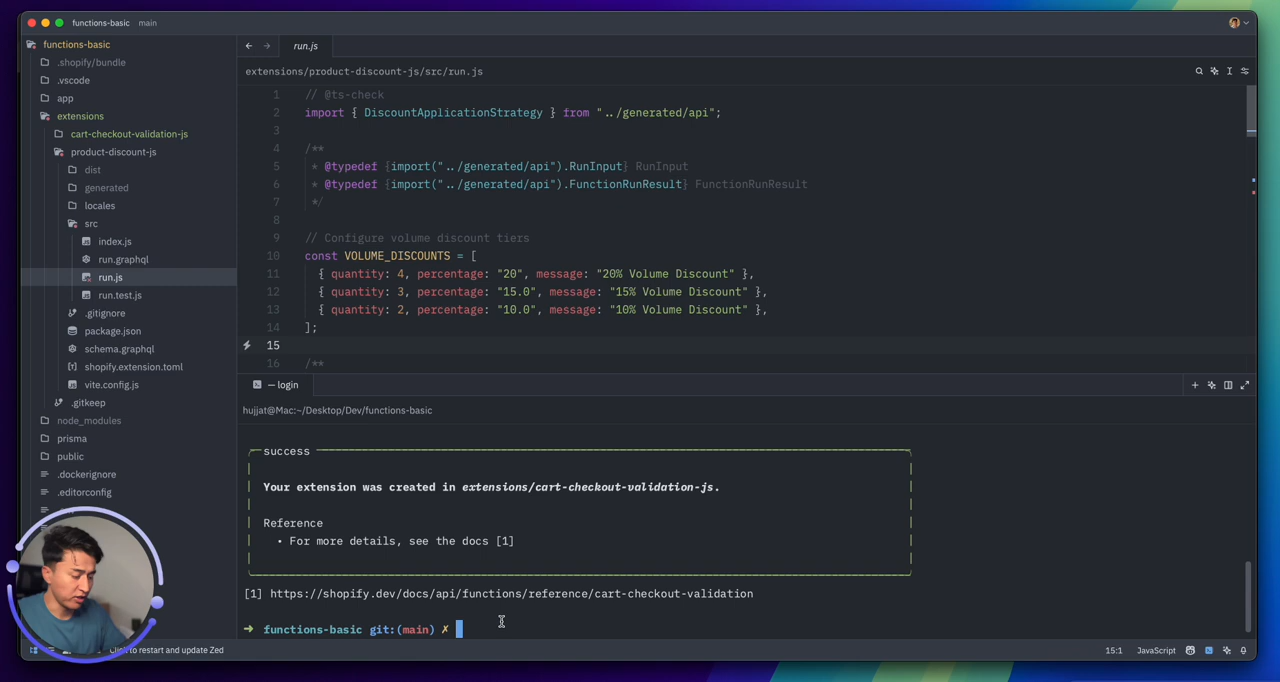 functions-basic main
functions-basic
.shopify/bundle
.vscode
app
extensions
cart-checkout-validation-js
product-discount-js
dist
generated
locales
src
index.js
run.graphql
run.js
run.test.js
.gitignore
package.json
schema.graphql
shopify.extension.toml
vite.config.js
.gitkeep
node_modules
prisma
public
.dockerignore
.editorconfig
run.js
extensions/product-discount-js/src/run.js
1 // @ts-check
2 import { DiscountApplicationStrategy } from "../generated/api";
3
4 /**
5 * @typedef {import("../generated/api").RunInput} RunInput
6 * @typedef {import("../generated/api").FunctionRunResult} FunctionRunResult
7 */
8
9 // Configure volume discount tiers
10 const VOLUME_DISCOUNTS = [
11 { quantity: 4, percentage: "20", message: "20% Volume Discount" },
12 { quantity: 3, percentage: "15.0", message: "15% Volume Discount" },
13 { quantity: 2, percentage: "10.0", message: "10% Volume Discount" },
14 ];
15
16 /**
— login
hujjat@Mac:~/Desktop/Dev/functions-basic
success
Your extension was created in extensions/cart-checkout-validation-js.
Reference
• For more details, see the docs [1]
[1] https://shopify.dev/docs/api/functions/reference/cart-checkout-validation
➜ functions-basic git:(main) ✗
Click to restart and update Zed
15:1 JavaScript